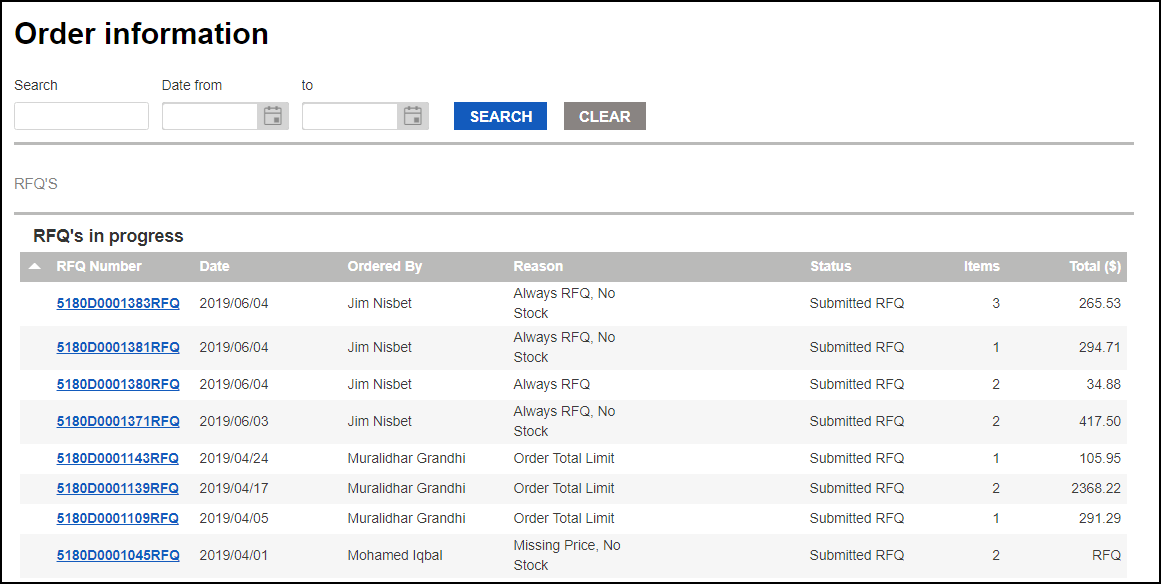 Order information
Search Date from to
SEARCH CLEAR
RFQ'S
RFQ's in progress
RFQ Number Date Ordered By Reason Status Items Total ($)
5180D0001383RFQ 2019/06/04 Jim Nisbet Always RFQ, No Stock Submitted RFQ 3 265.53
5180D0001381RFQ 2019/06/04 Jim Nisbet Always RFQ, No Stock Submitted RFQ 1 294.71
5180D0001380RFQ 2019/06/04 Jim Nisbet Always RFQ Submitted RFQ 2 34.88
5180D0001371RFQ 2019/06/03 Jim Nisbet Always RFQ, No Stock Submitted RFQ 2 417.50
5180D0001143RFQ 2019/04/24 Muralidhar Grandhi Order Total Limit Submitted RFQ 1 105.95
5180D0001139RFQ 2019/04/17 Muralidhar Grandhi Order Total Limit Submitted RFQ 2 2368.22
5180D0001109RFQ 2019/04/05 Muralidhar Grandhi Order Total Limit Submitted RFQ 1 291.29
5180D0001045RFQ 2019/04/01 Mohamed Iqbal Missing Price, No Stock Submitted RFQ 2 RFQ